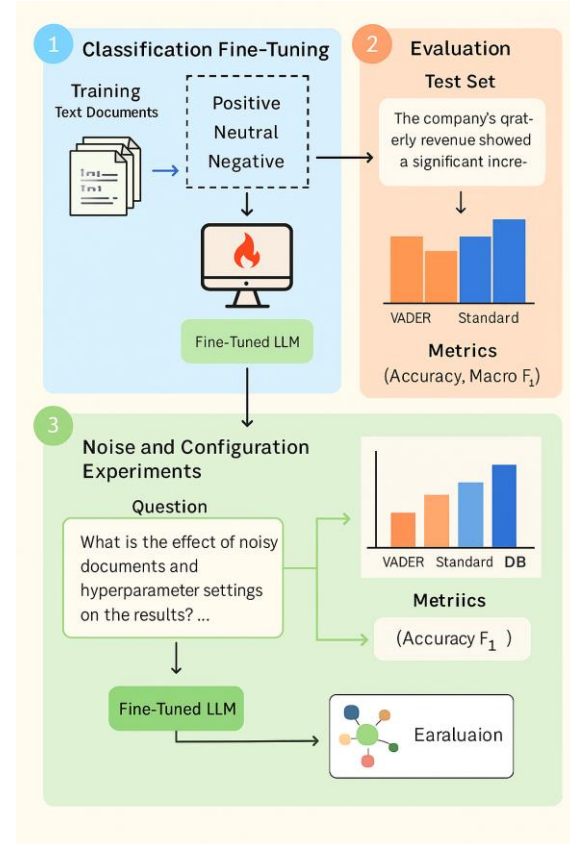 1
Classification Fine-Tuning
Training
Text Documents
Positive
Neutral
Negative
Fine-Tuned LLM
2
Evaluation
Test Set
The company's qrat-
erly revenue showed
a significant incre-
VADER
Standard
Metrics
(Accuracy, Macro F₁)
3
Noise and Configuration
Experiments
Question
What is the effect of noisy
documents and
hyperparameter settings
on the results? ...
Fine-Tuned LLM
VADER
Standard
DB
Metriics
(Accuracy F₁ )
Earaluaion